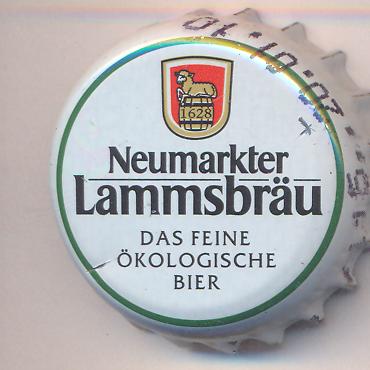 1628
Neumarkter
Lammsbräu
DAS FEINE
ÖKOLOGISCHE
BIER